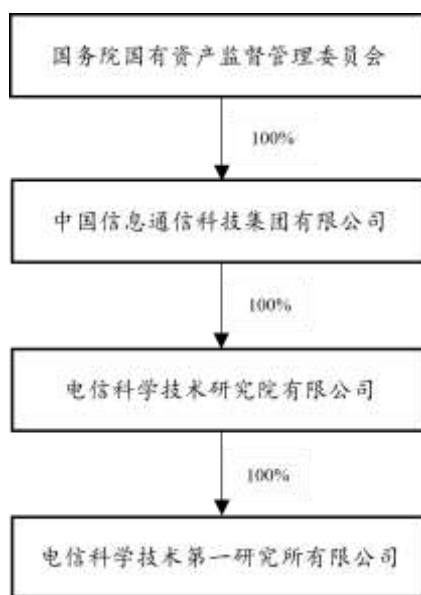 国务院国有资产监督管理委员会
100%
中国信息通信科技集团有限公司
100%
电信科学技术研究院有限公司
100%
电信科学技术第一研究所有限公司